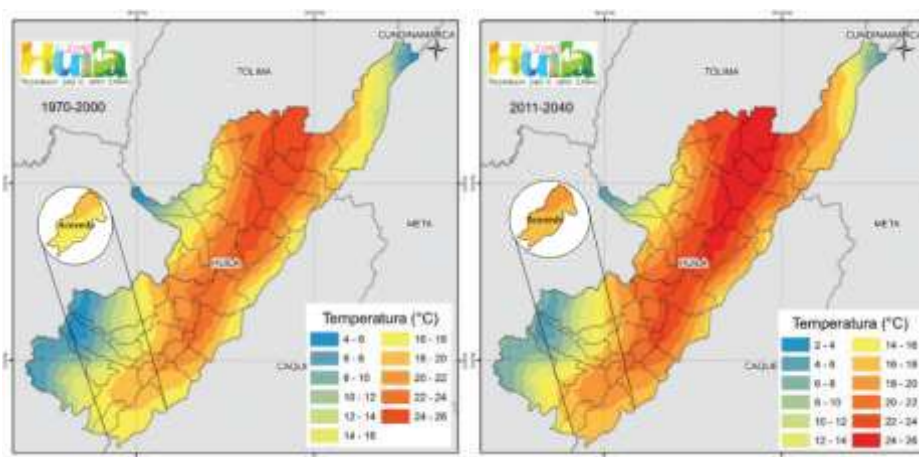 CUNDINAMARCA
Huila
TOLIMA
1970-2000
Acevedo
META
HUILA
CAQUE
Temperatura (°C)
4 - 6
6 - 8
8 - 10
10 - 12
12 - 14
14 - 16
16 - 18
18 - 20
20 - 22
22 - 24
24 - 26
CUNDINAMARCA
Huila
TOLIMA
2011-2040
Acevedo
META
HUILA
CAQUE
Temperatura (°C)
2 - 4
4 - 6
6 - 8
8 - 10
10 - 12
12 - 14
14 - 16
16 - 18
18 - 20
20 - 22
22 - 24
24 - 26